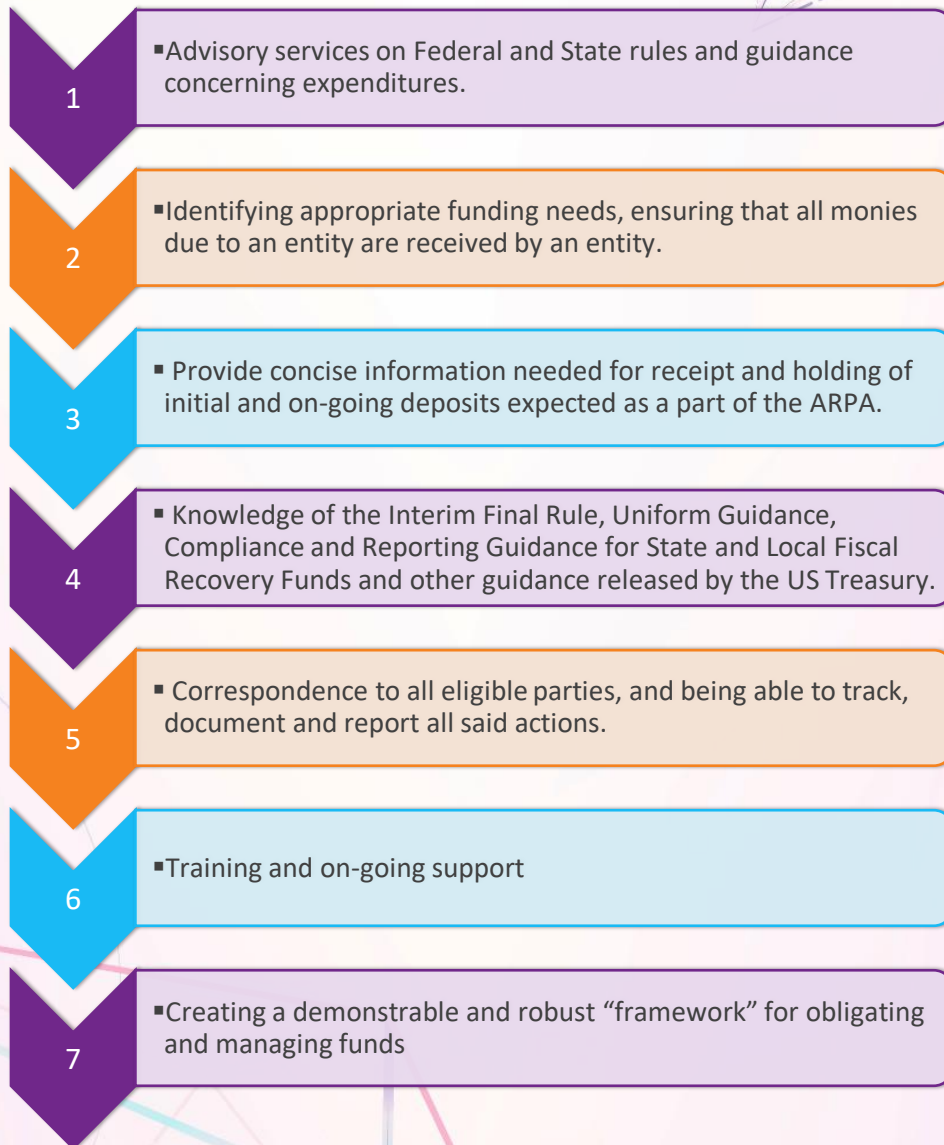 1
▪Advisory services on Federal and State rules and guidance
concerning expenditures.
2
▪Identifying appropriate funding needs, ensuring that all monies
due to an entity are received by an entity.
3
▪ Provide concise information needed for receipt and holding of
initial and on-going deposits expected as a part of the ARPA.
4
▪ Knowledge of the Interim Final Rule, Uniform Guidance,
Compliance and Reporting Guidance for State and Local Fiscal
Recovery Funds and other guidance released by the US Treasury.
5
▪ Correspondence to all eligible parties, and being able to track,
document and report all said actions.
6
▪Training and on-going support
7
▪Creating a demonstrable and robust “framework” for obligating
and managing funds